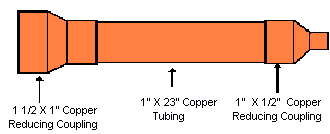 1 1/2 X 1" Copper
Reducing Coupling
1" X 23" Copper
Tubing
1" X 1/2" Copper
Reducing Coupling